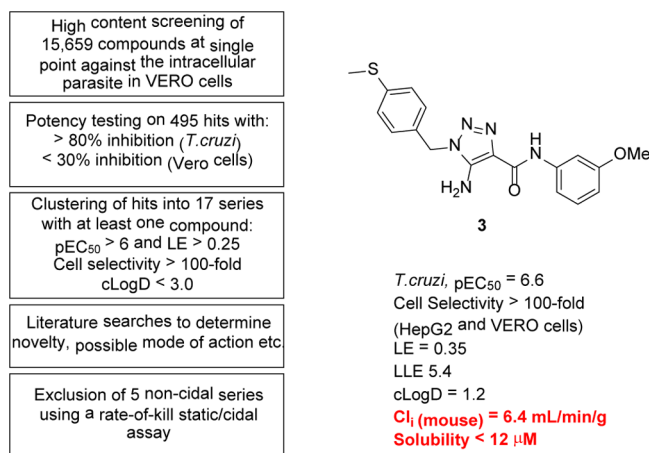 High content screening of
15,659 compounds at single
point against the intracellular
parasite in VERO cells
Potency testing on 495 hits with:
> 80% inhibition (T.cruzi)
< 30% inhibition (Vero cells)
Clustering of hits into 17 series
with at least one compound:
pEC50 > 6 and LE > 0.25
Cell selectivity > 100-fold
cLogD < 3.0
Literature searches to determine
novelty, possible mode of action etc.
Exclusion of 5 non-cidal series
using a rate-of-kill static/cidal
assay
S
N=N
N
H
N
OMe
H2N
O
3
T.cruzi, pEC50 = 6.6
Cell Selectivity > 100-fold
(HepG2 and VERO cells)
LE = 0.35
LLE 5.4
cLogD = 1.2
Cli (mouse) = 6.4 mL/min/g
Solubility < 12 μM